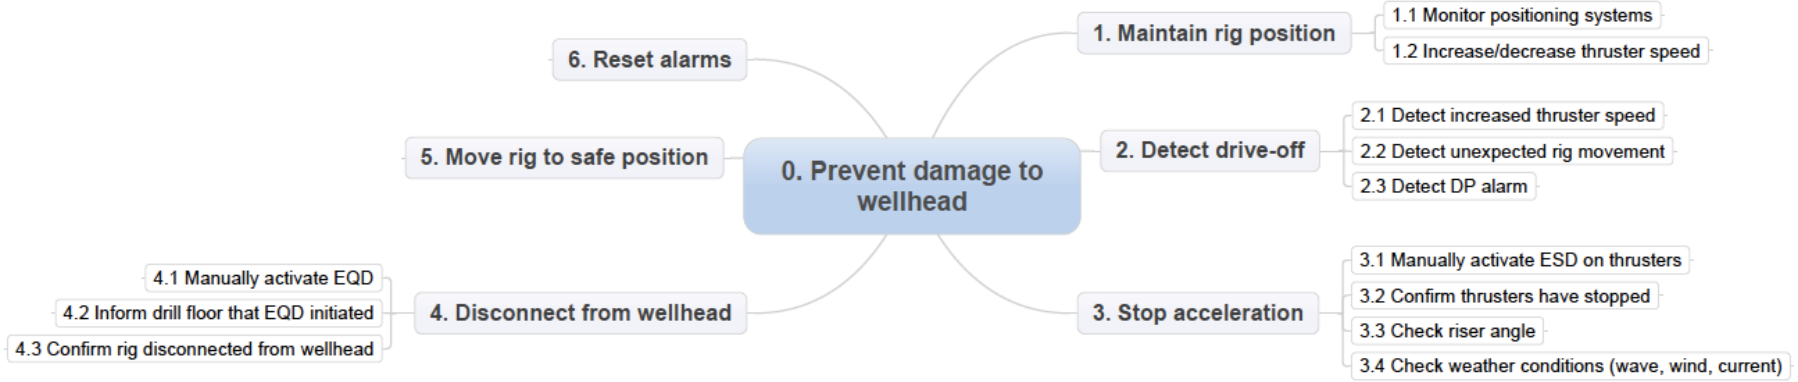 0. Prevent damage to
wellhead
1. Maintain rig position
1.1 Monitor positioning systems
1.2 Increase/decrease thruster speed
2. Detect drive-off
2.1 Detect increased thruster speed
2.2 Detect unexpected rig movement
2.3 Detect DP alarm
3. Stop acceleration
3.1 Manually activate ESD on thrusters
3.2 Confirm thrusters have stopped
3.3 Check riser angle
3.4 Check weather conditions (wave, wind, current)
4. Disconnect from wellhead
4.1 Manually activate EQD
4.2 Inform drill floor that EQD initiated
4.3 Confirm rig disconnected from wellhead
5. Move rig to safe position
6. Reset alarms